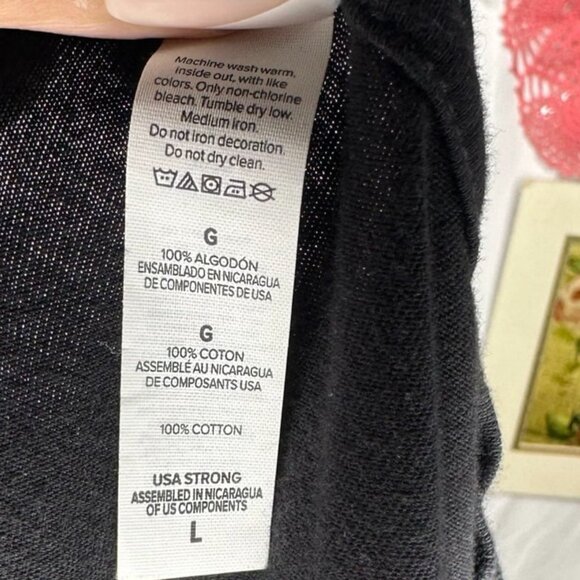 Machine wash warm,
inside out, with like
colors. Only non-chlorine
bleach. Tumble dry low.
Medium iron.
Do not iron decoration.
Do not dry clean.
G
100% ALGODÓN
ENSAMBLADO EN NICARAGUA
DE COMPONENTES DE USA
G
100% COTON
ASSEMBLÉ AU NICARAGUA
DE COMPOSANTS USA
100% COTTON
USA STRONG
ASSEMBLED IN NICARAGUA
OF US COMPONENTS
L